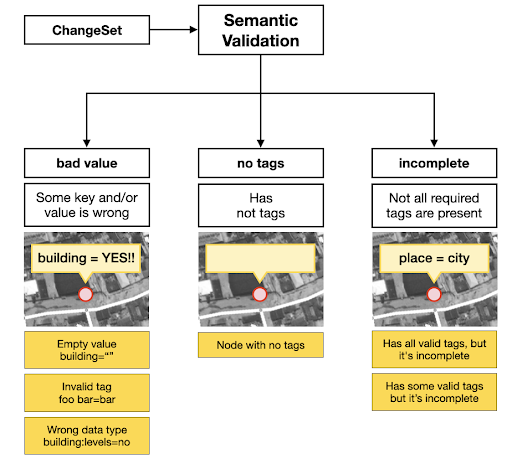 ChangeSet
Semantic
Validation
bad value
no tags
incomplete
Some key and/or
value is wrong
Has
not tags
Not all required
tags are present
building = YES!!
place = city
Empty value
building=“”
Node with no tags
Has all valid tags, but
it's incomplete
Invalid tag
foo bar=bar
Has some valid tags
but it's incomplete
Wrong data type
building:levels=no